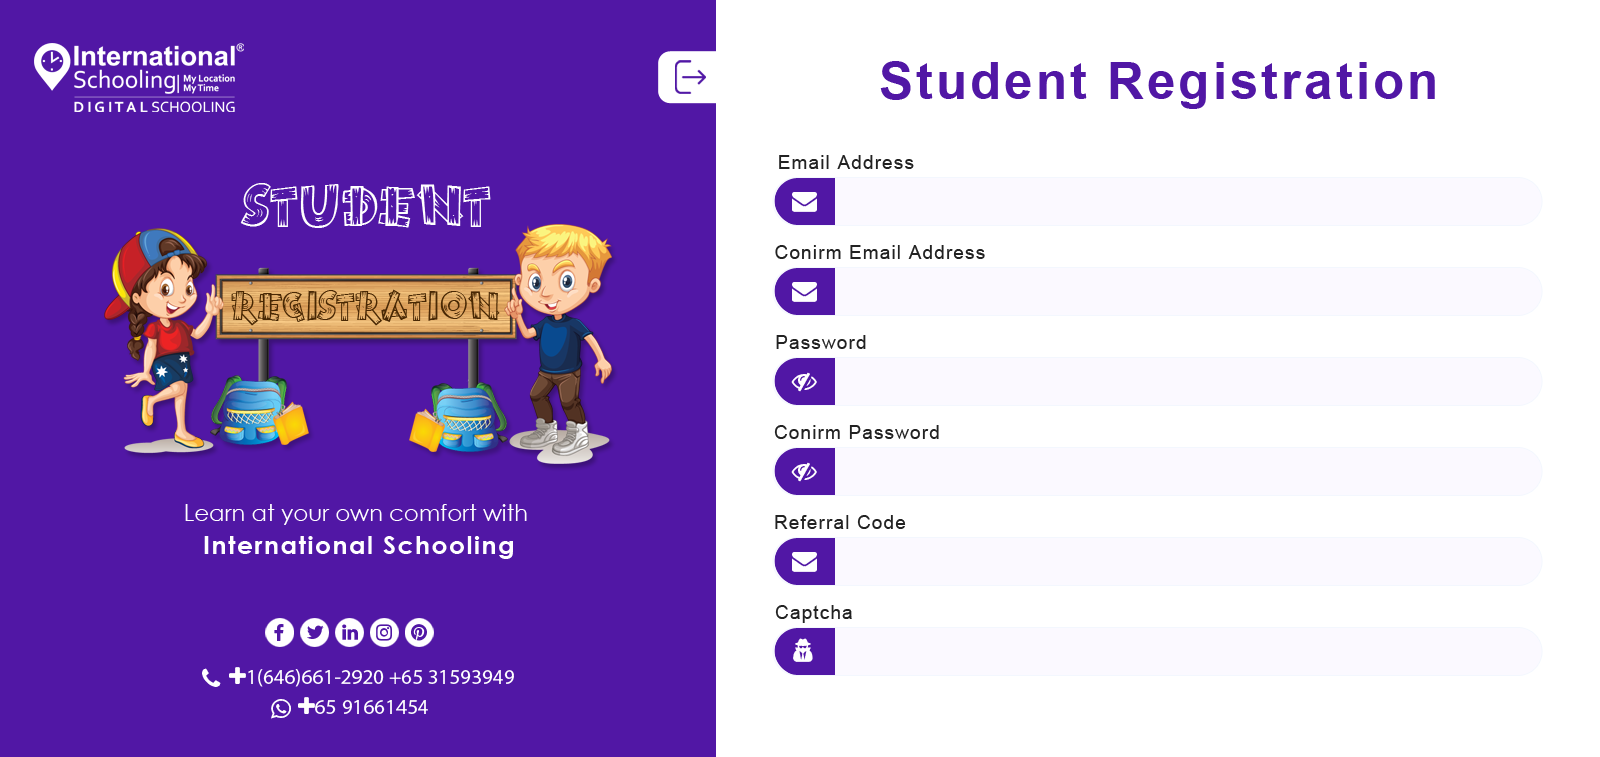 International®
Schooling| My Location
My Time
DIGITAL SCHOOLING
STUDENT
REGISTRATION
Learn at your own comfort with
International Schooling
+1(646)661-2920 +65 31593949
+65 91661454
Student Registration
Email Address
Conirm Email Address
Password
Conirm Password
Referral Code
Captcha